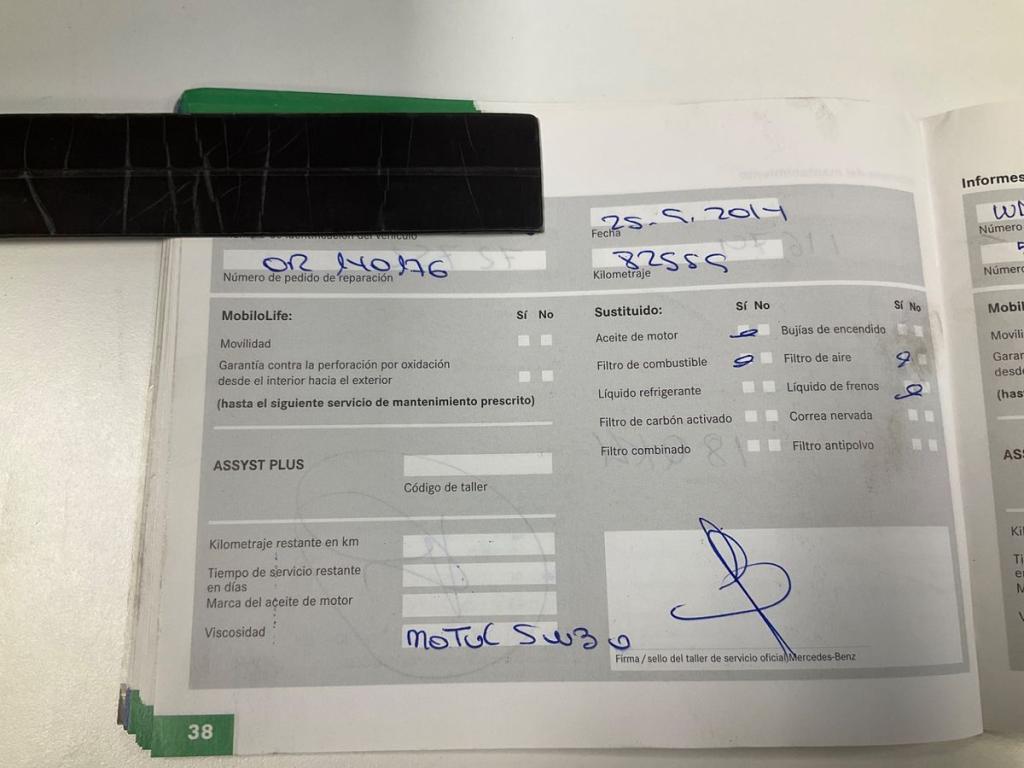 Fecha
25.9.2014
OR 140176
Número de pedido de reparación
82559
Kilometraje
MobiloLife:
Sí No
Movilidad
Garantía contra la perforación por oxidación
desde el interior hacia el exterior
(hasta el siguiente servicio de mantenimiento prescrito)
ASSYST PLUS
Código de taller
Kilometraje restante en km
Tiempo de servicio restante
en días
Marca del aceite de motor
Viscosidad
MOTUL 5W30
Sustituido:
Sí No
Sí No
Aceite de motor
Bujías de encendido
Filtro de combustible
Filtro de aire
Líquido refrigerante
Líquido de frenos
Filtro de carbón activado
Correa nervada
Filtro combinado
Filtro antipolvo
Firma / sello del taller de servicio oficial Mercedes-Benz
38
Informes
Número
Número